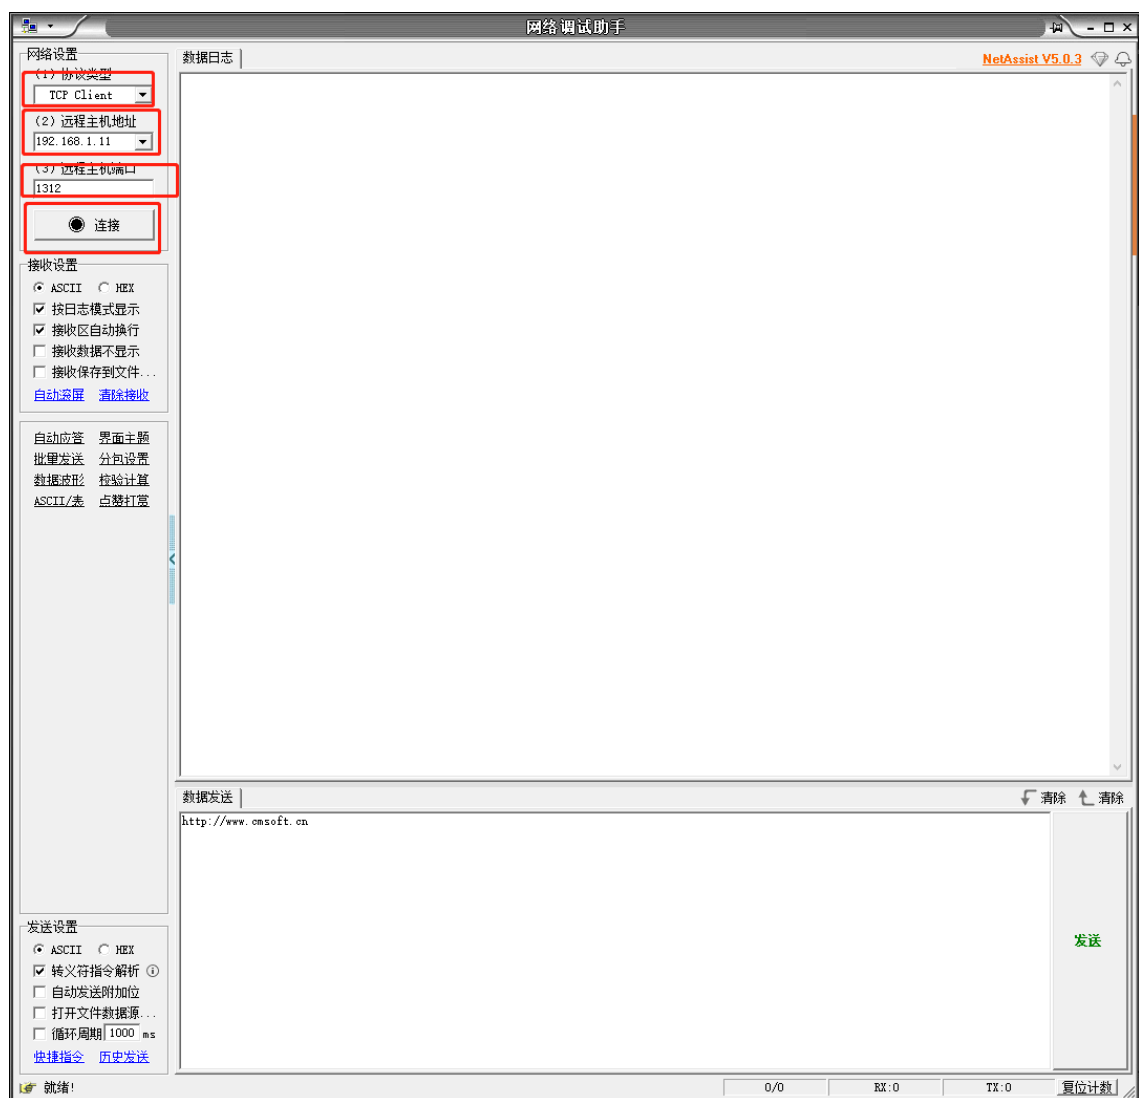 网络调试助手
网络设置
(1) 协议类型
TCP Client
(2) 远程主机地址
192.168.1.11
(3) 远程主机端口
1312
连接
接收设置
ASCII HEX
按日志模式显示
接收区自动换行
接收数据不显示
接收保存到文件...
自动滚屏 清除接收
自动应答 界面主题
批量发送 分包设置
数据波形 校验计算
ASCII/表 点赞打赏
数据日志
NetAssist V5.0.3
数据发送
清除 清除
http://www.cmsoft.cn
发送
发送设置
ASCII HEX
转义符指令解析
自动发送附加位
打开文件数据源...
循环周期 1000 ms
快捷指令 历史发送
就绪!
0/0
RX:0
TX:0
复位计数